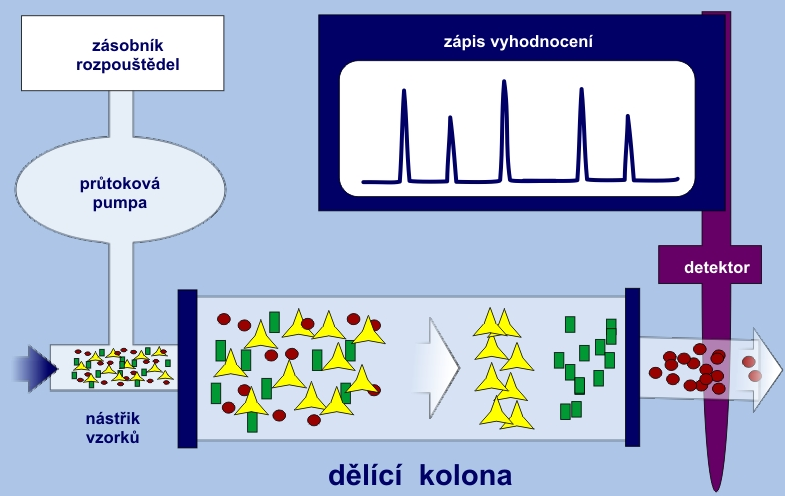 zásobník
rozpouštědel
zápis vyhodnocení
průtoková
pumpa
detektor
nástřik
vzorků
dělící kolona